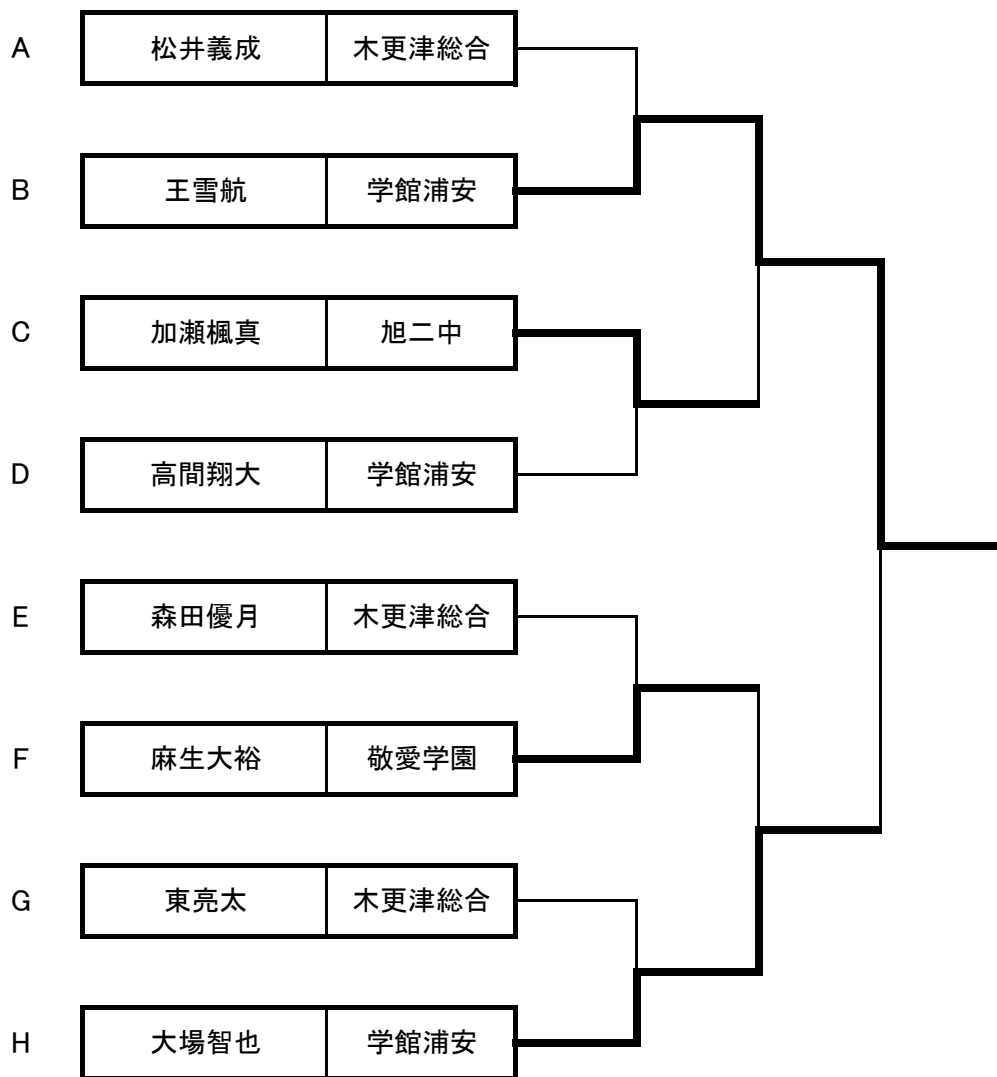 A 松井義成 木更津総合
B 王雪航 学館浦安
C 加瀬楓真 旭二中
D 高間翔大 学館浦安
E 森田優月 木更津総合
F 麻生大裕 敬愛学園
G 東亮太 木更津総合
H 大場智也 学館浦安